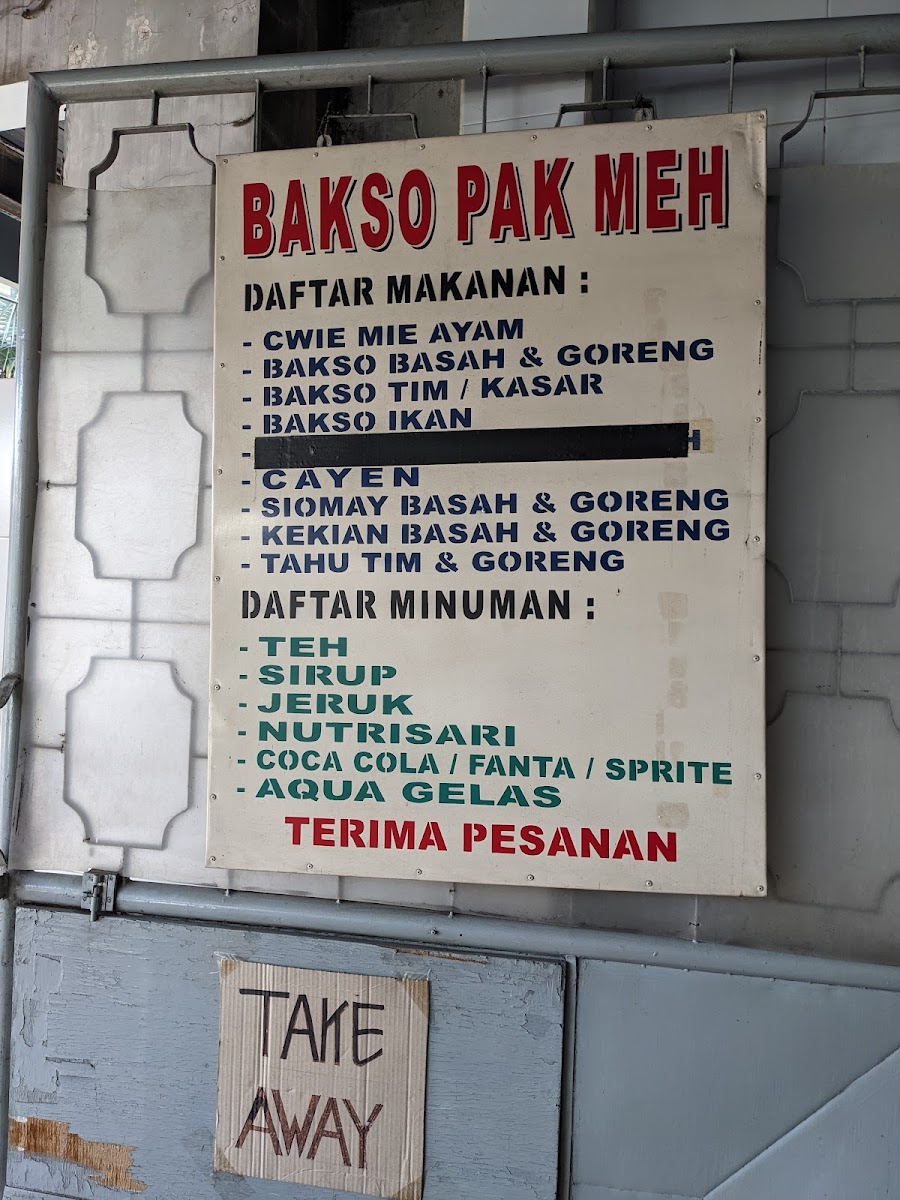 BAKSO PAK MEH
DAFTAR MAKANAN :
- CWIE MIE AYAM
- BAKSO BASAH & GORENG
- BAKSO TIM / KASAR
- BAKSO IKAN
-
- CAYEN
- SIOMAY BASAH & GORENG
- KEKIAN BASAH & GORENG
- TAHU TIM & GORENG
DAFTAR MINUMAN :
- TEH
- SIRUP
- JERUK
- NUTRISARI
- COCA COLA / FANTA / SPRITE
- AQUA GELAS
TERIMA PESANAN
TAKE
AWAY